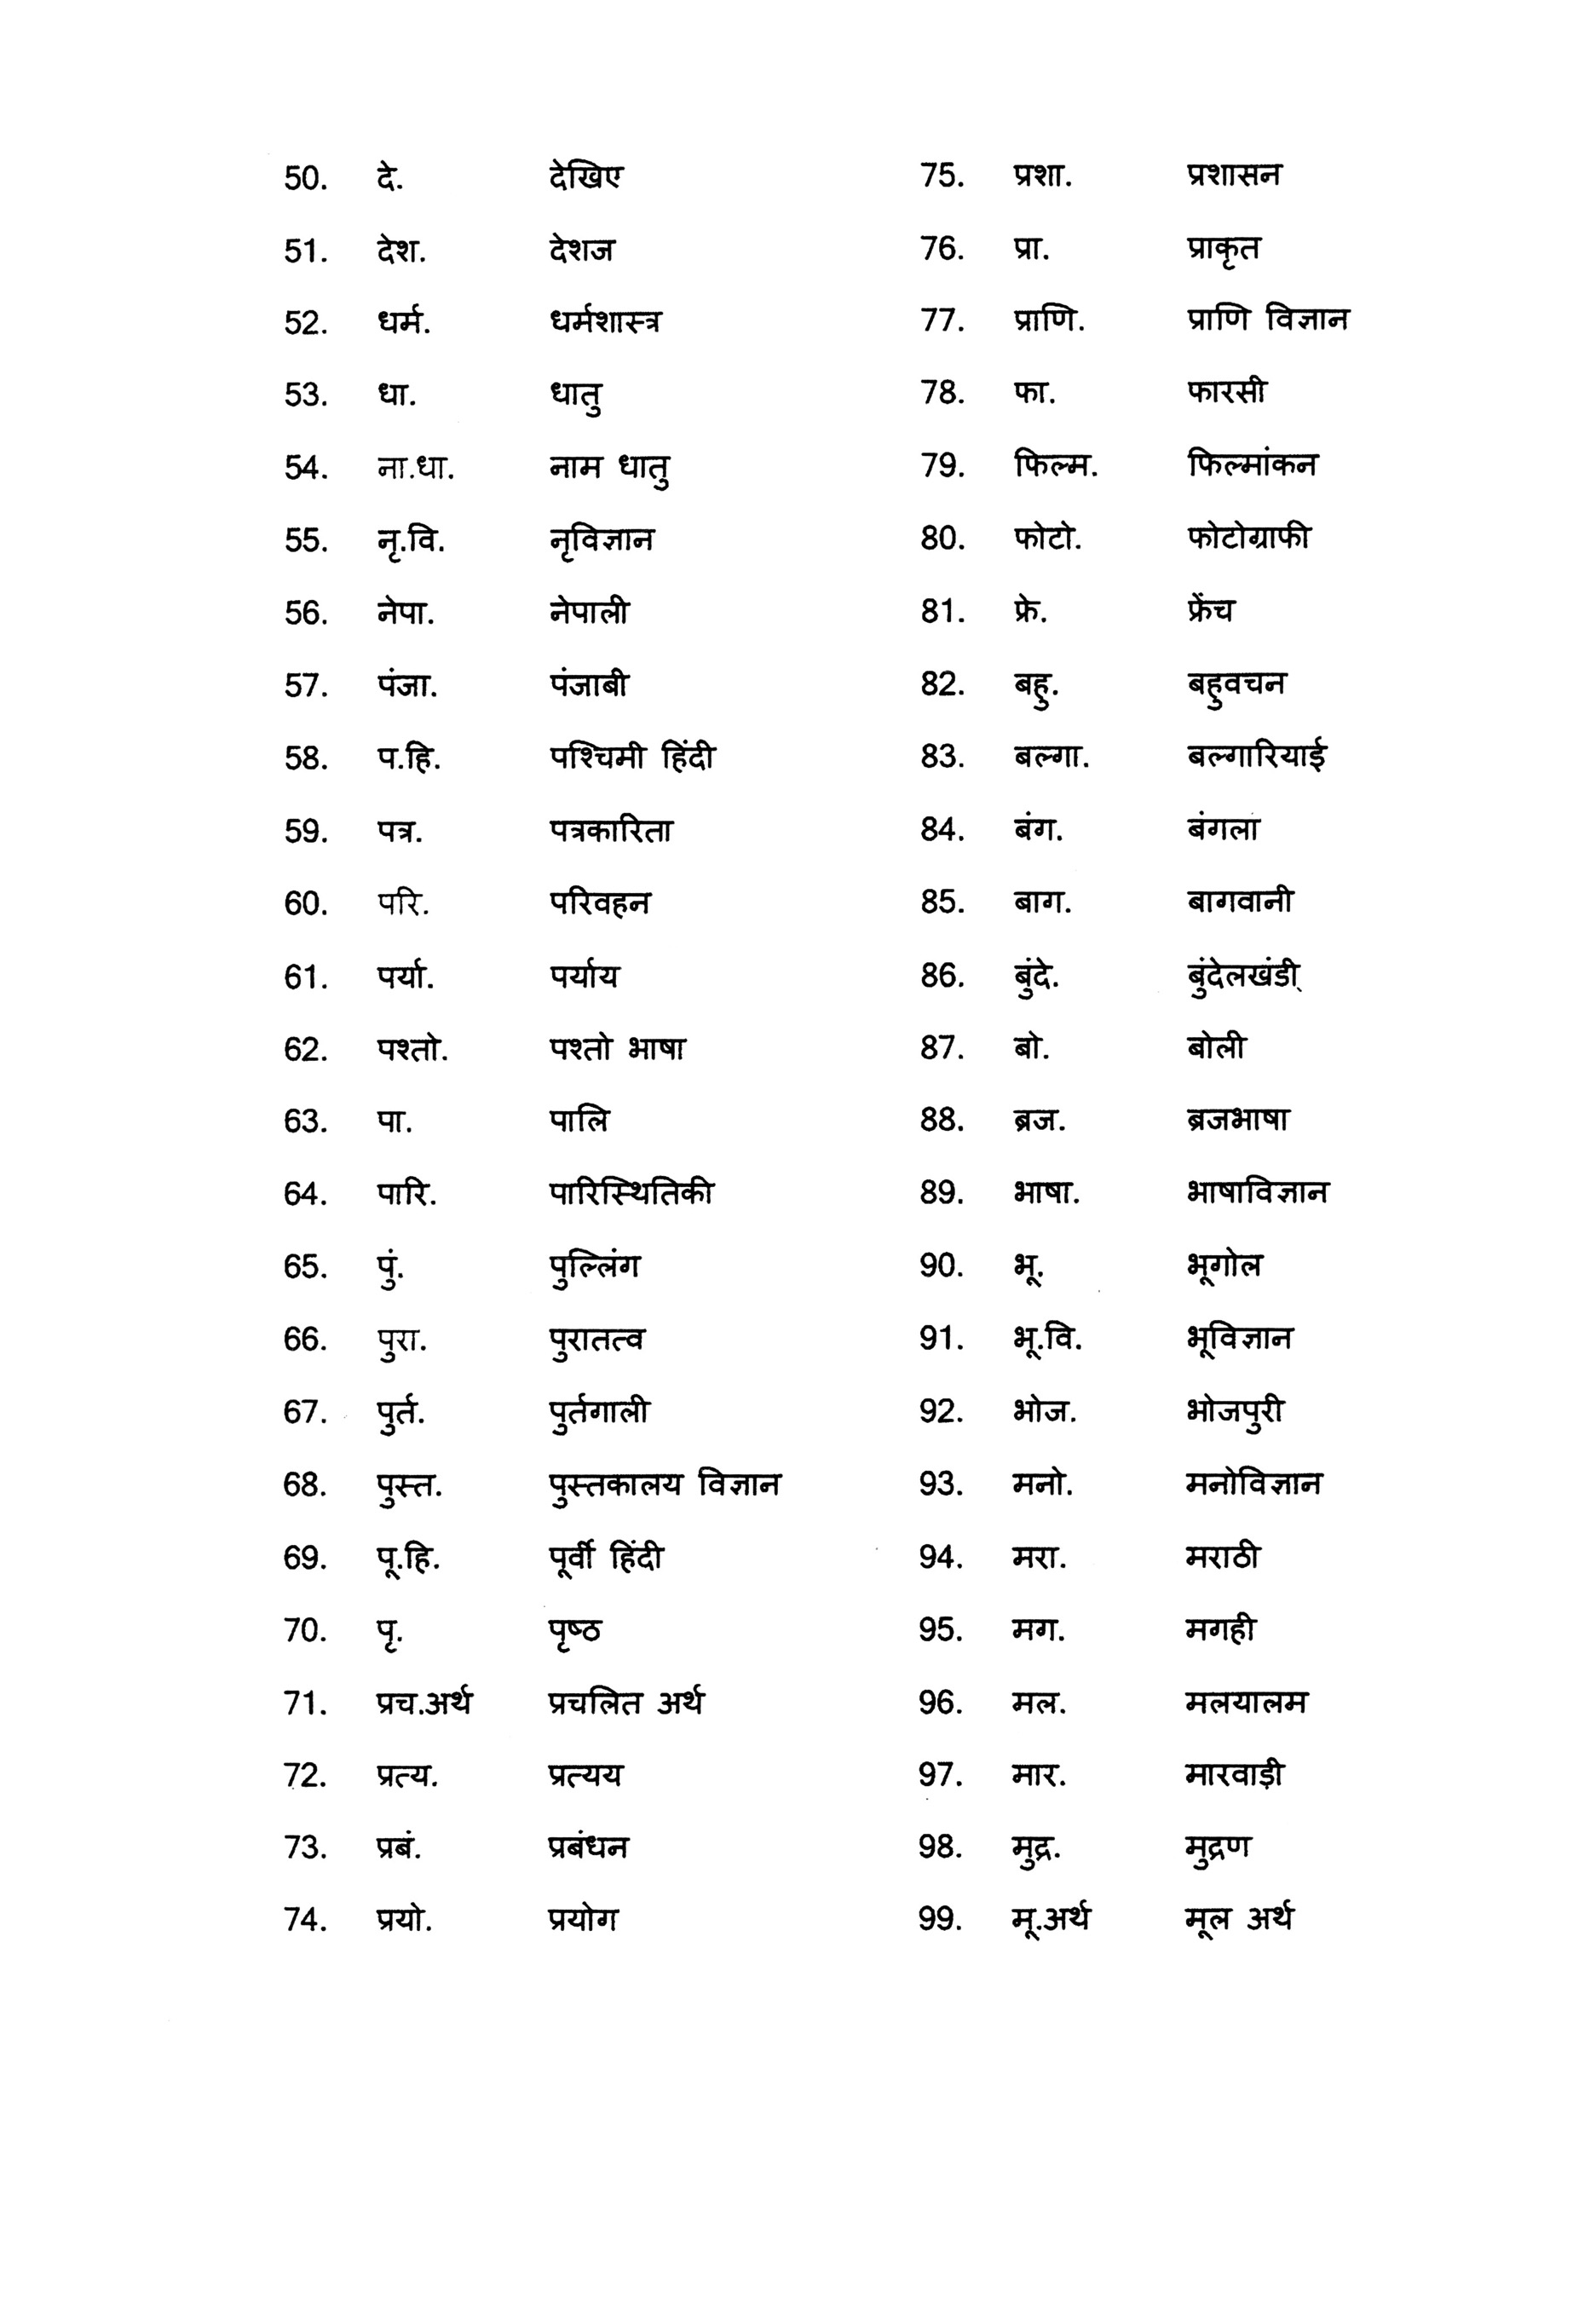 50. दे. देखिए
51. देश. देशज
52. धर्म. धर्मशास्त्र
53. धा. धातु
54. ना.धा. नाम धातु
55. नृ.वि. नृविज्ञान
56. नेपा. नेपाली
57. पंजा. पंजाबी
58. प.हि. पश्चिमी हिंदी
59. पत्र. पत्रकारिता
60. परि. परिवहन
61. पर्या. पर्याय
62. पश्तो. पश्तो भाषा
63. पा. पालि
64. पारि. पारिस्थितिकी
65. पुं. पुल्लिंग
66. पुरा. पुरातत्व
67. पुर्त. पुर्तगाली
68. पुस्त. पुस्तकालय विज्ञान
69. पू.हि. पूर्वी हिंदी
70. पृ. पृष्ठ
71. प्रच.अर्थ प्रचलित अर्थ
72. प्रत्य. प्रत्यय
73. प्रबं. प्रबंधन
74. प्रयो. प्रयोग
75. प्रशा. प्रशासन
76. प्रा. प्राकृत
77. प्राणि. प्राणि विज्ञान
78. फा. फारसी
79. फिल्म. फिल्मांकन
80. फोटो. फोटोग्राफी
81. फ्रे. फ्रेंच
82. बहु. बहुवचन
83. बल्गा. बल्गारियाई
84. बंग. बंगला
85. बाग. बागवानी
86. बुंदे. बुंदेलखंडी
87. बो. बोली
88. ब्रज. ब्रजभाषा
89. भाषा. भाषाविज्ञान
90. भू. भूगोल
91. भू.वि. भूविज्ञान
92. भोज. भोजपुरी
93. मनो. मनोविज्ञान
94. मरा. मराठी
95. मग. मगही
96. मल. मलयालम
97. मार. मारवाड़ी
98. मुद्र. मुद्रण
99. मू.अर्थ मूल अर्थ